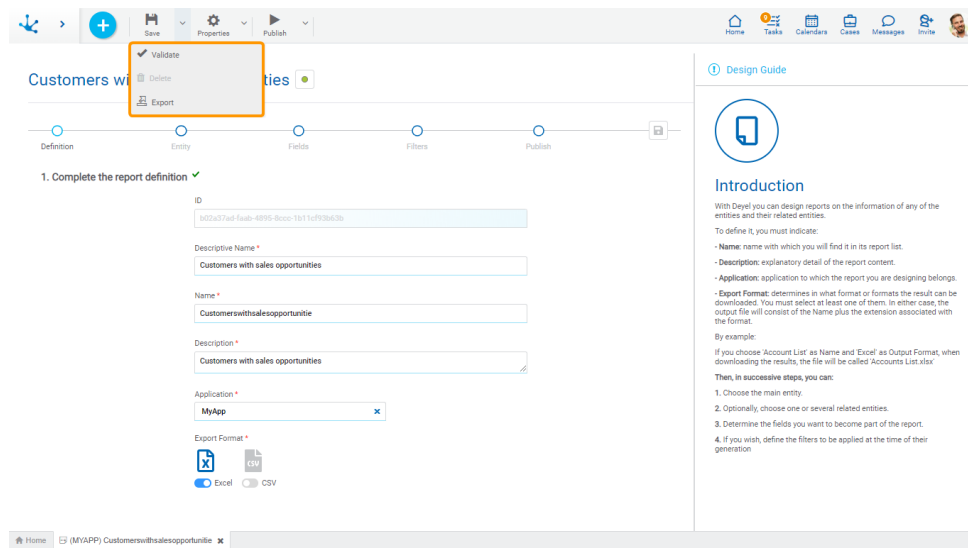 Save
Properties
Publish
Home
9
Tasks
Calendars
Cases
Messages
Invite
Validate
Delete
Export
Customers wi ties
Definition
Entity
Fields
Filters
Publish
1. Complete the report definition
ID
b02a37ad-faab-4895-8ccc-1b11cf93b63b
Descriptive Name *
Customers with sales opportunities
Name *
Customerswithsalesopportunitie
Description *
Customers with sales opportunities
Application *
MyApp
Export Format *
X
CSV
Excel
CSV
Design Guide
Introduction
With Deyel you can design reports on the information of any of the
entities and their related entities.
To define it, you must indicate:
- Name: name with which you will find it in its report list.
- Description: explanatory detail of the report content.
- Application: application to which the report you are designing belongs.
- Export Format: determines in what format or formats the result can be
downloaded. You must select at least one of them. In either case, the
output file will consist of the Name plus the extension associated with
the format.
By example:
If you choose 'Account List' as Name and 'Excel' as Output Format, when
downloading the results, the file will be called 'Accounts List.xlsx'
Then, in successive steps, you can:
1. Choose the main entity.
2. Optionally, choose one or several related entities.
3. Determine the fields you want to become part of the report.
4. If you wish, define the filters to be applied at the time of their
generation
Home
(MYAPP) Customerswithsalesopportunitie